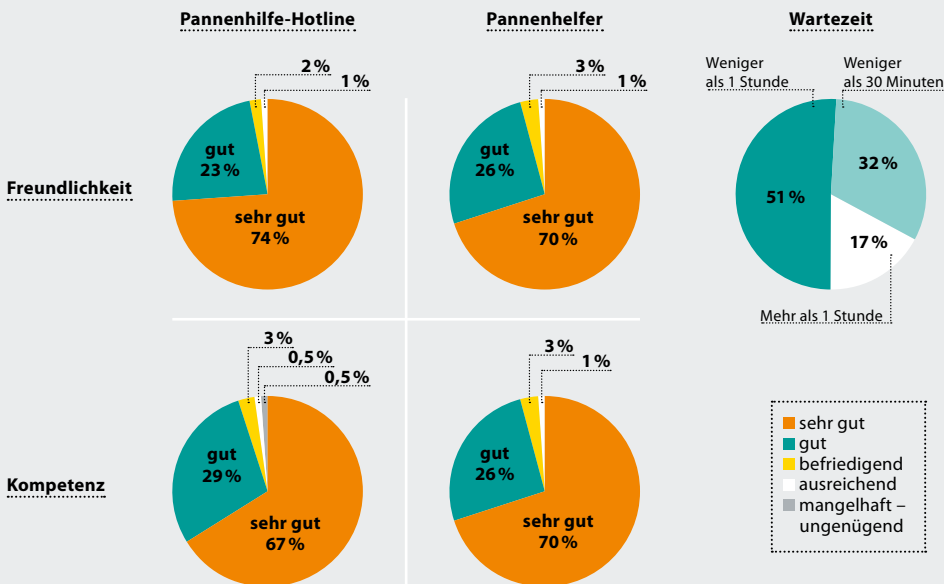 Pannenhilfe-Hotline
Pannenhelfer
Wartezeit
Freundlichkeit
2 %
1 %
gut
23 %
sehr gut
74 %
3 %
1 %
gut
26 %
sehr gut
70 %
Weniger
als 1 Stunde
Weniger
als 30 Minuten
32 %
51 %
17 %
Mehr als 1 Stunde
Kompetenz
3 %
0,5 %
0,5 %
gut
29 %
sehr gut
67 %
3 %
1 %
gut
26 %
sehr gut
70 %
sehr gut
gut
befriedigend
ausreichend
mangelhaft –
ungenügend